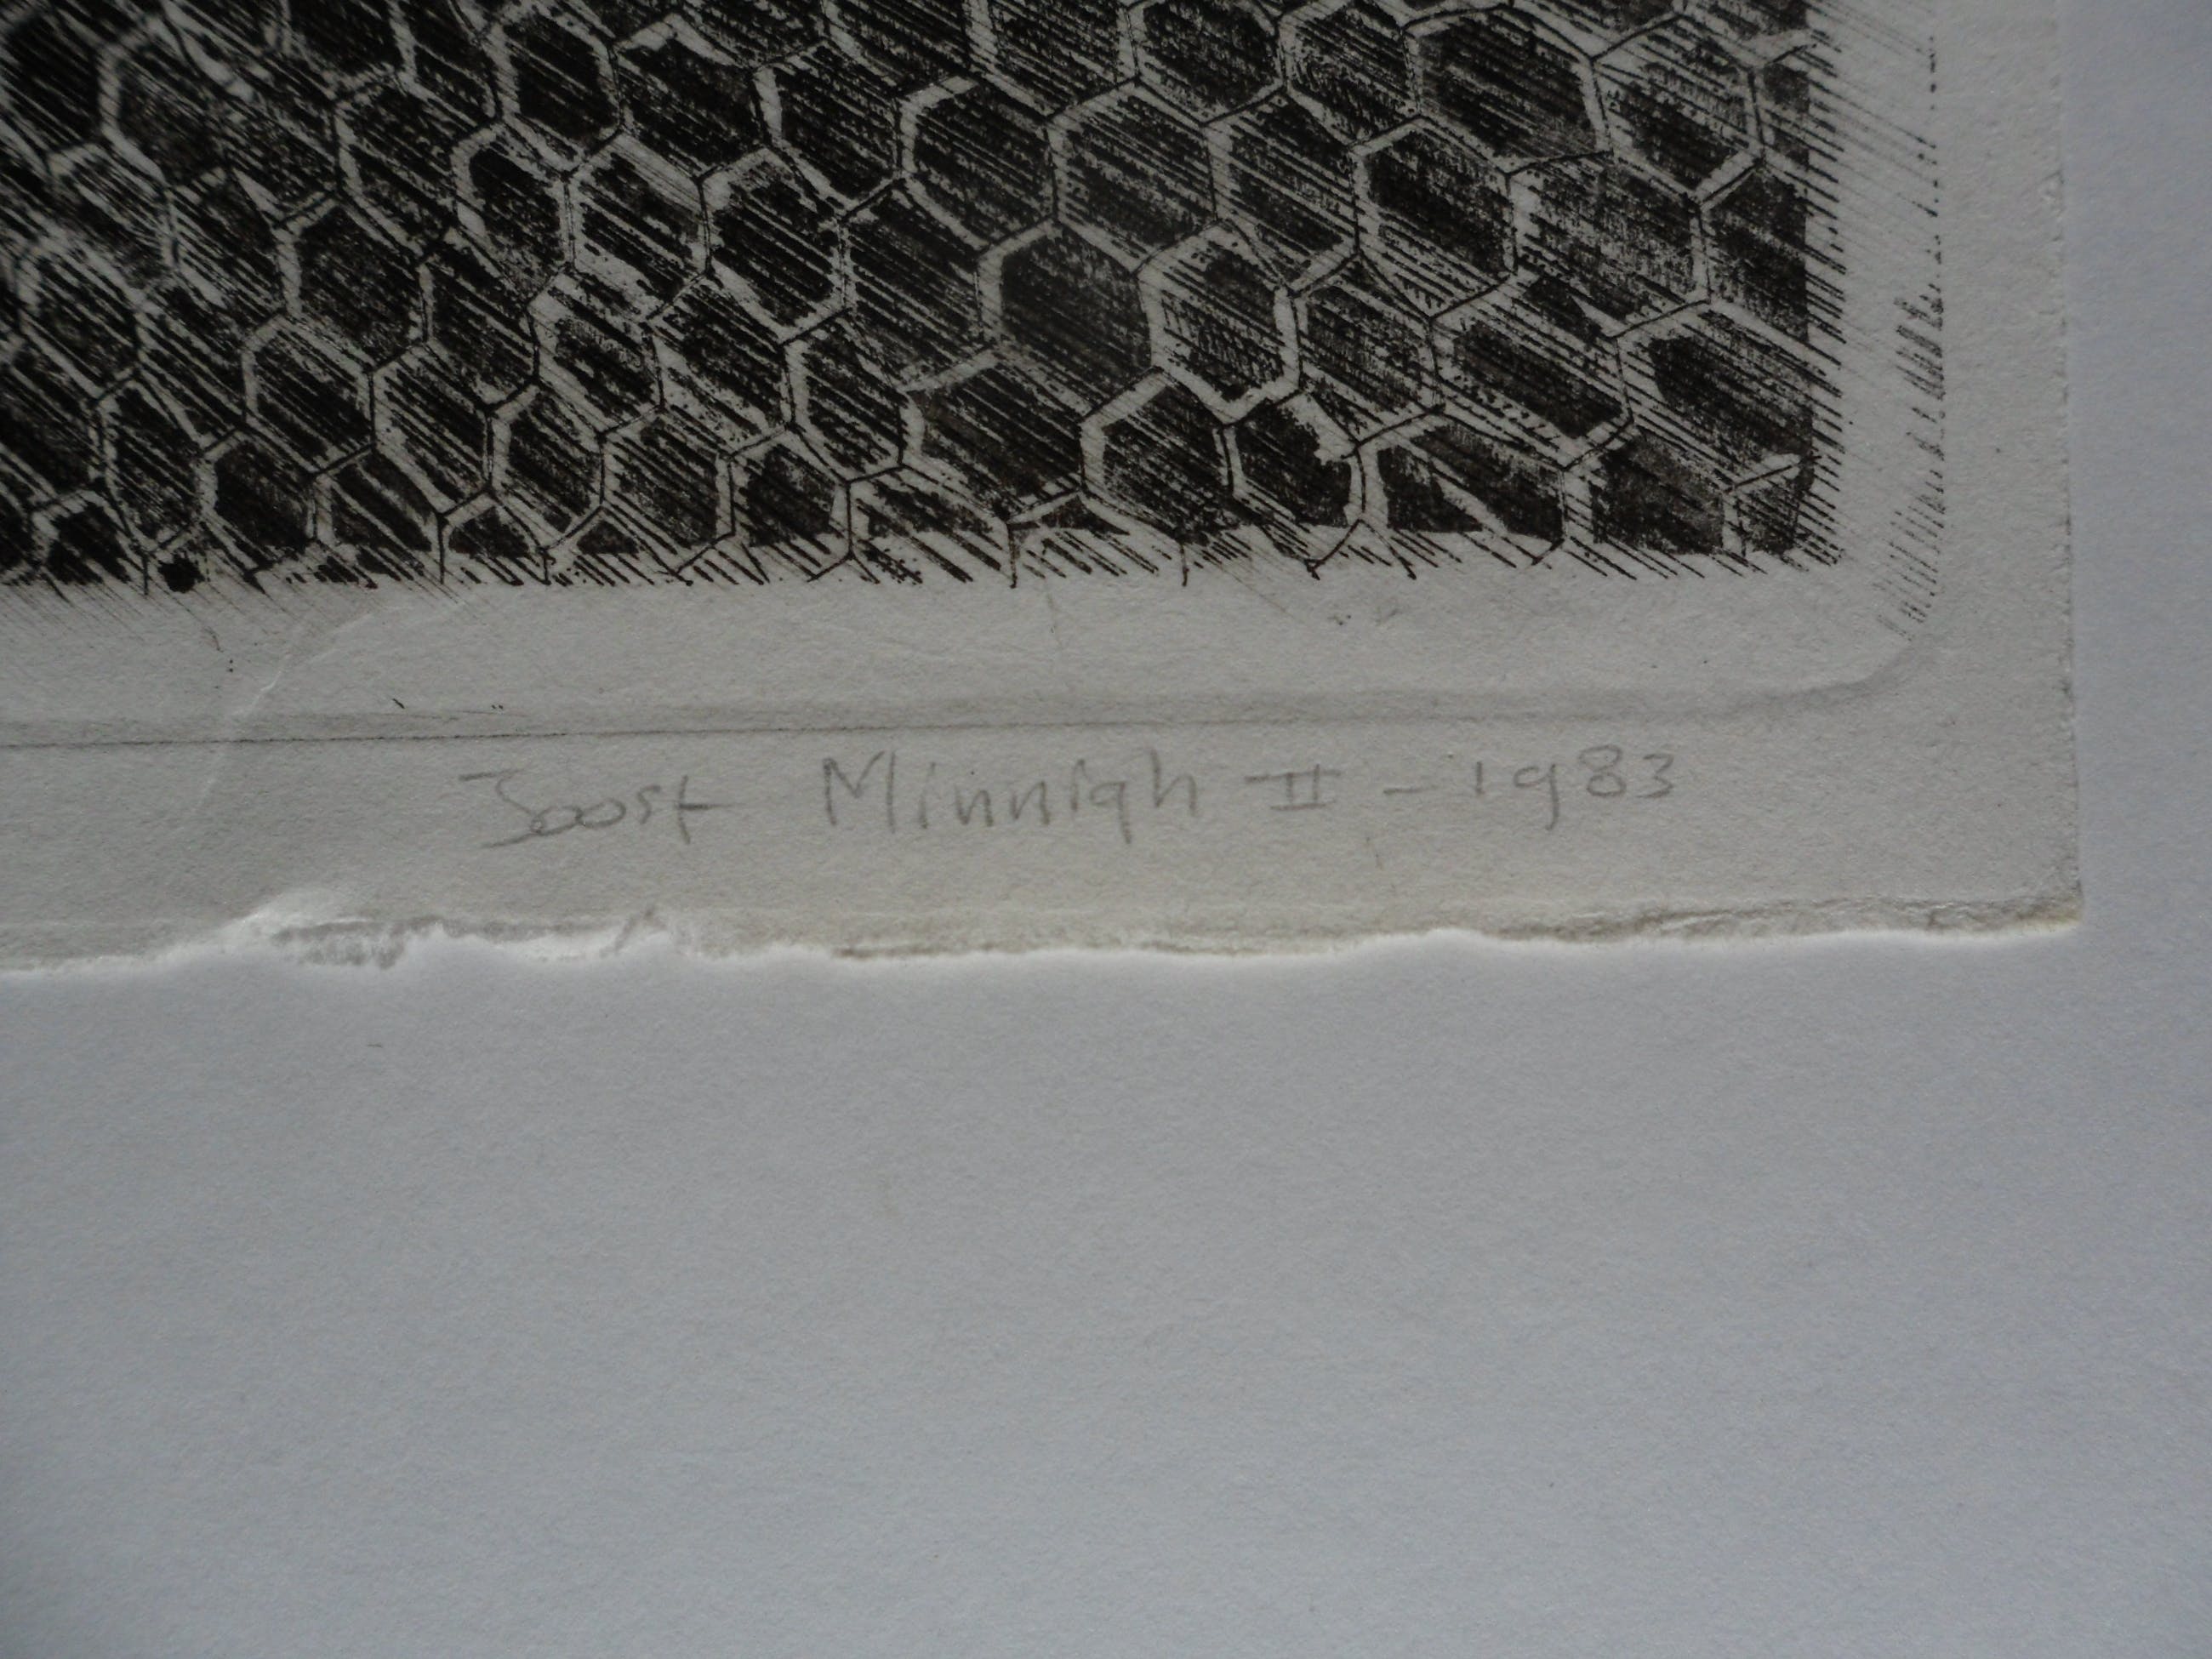 Joost Minnigh II - 1983